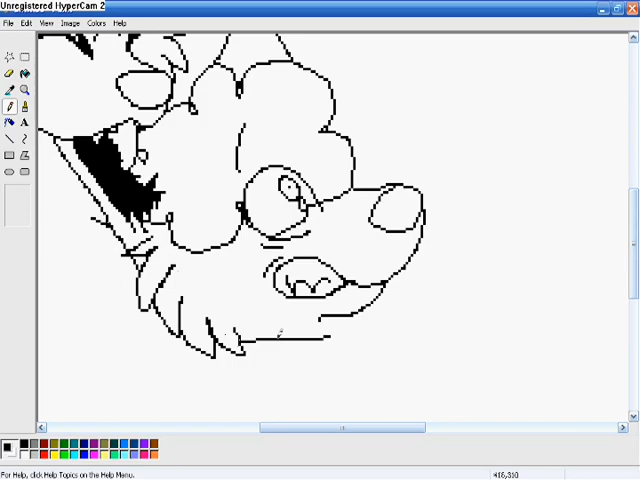 Unregistered HyperCam 2
File Edit View Image Colors Help
A
For Help, click Help Topics on the Help Menu.
416,310